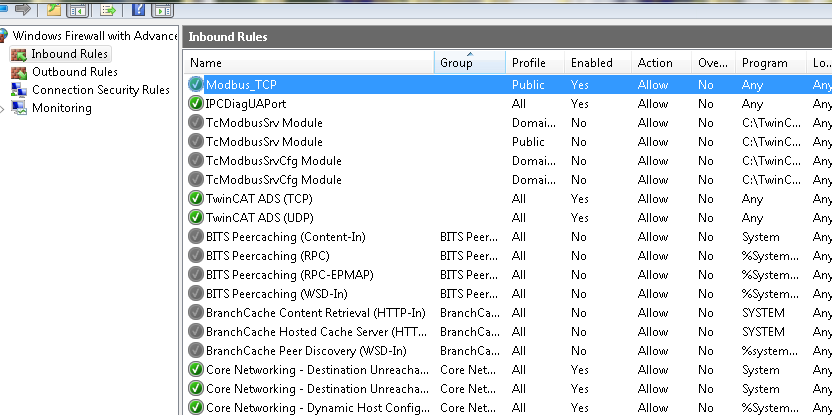 Windows Firewall with Advance
Inbound Rules
Outbound Rules
Connection Security Rules
Monitoring
Inbound Rules
Name Group Profile Enabled Action Ove... Program Lo...
Modbus_TCP Public Yes Allow No Any Any
IPCDiagUAPort All Yes Allow No Any Any
TcModbusSrv Module Domai... No Allow No C:\TwinC... Any
TcModbusSrv Module Public No Allow No C:\TwinC... Any
TcModbusSrvCfg Module Domai... No Allow No C:\TwinC... Any
TcModbusSrvCfg Module Domai... No Allow No C:\TwinC... Any
TwinCAT ADS (TCP) All Yes Allow No Any Any
TwinCAT ADS (UDP) All Yes Allow No Any Any
BITS Peercaching (Content-In) BITS Peer... All No Allow No System Any
BITS Peercaching (RPC) BITS Peer... All No Allow No %System... Any
BITS Peercaching (RPC-EPMAP) BITS Peer... All No Allow No %System... Any
BITS Peercaching (WSD-In) BITS Peer... All No Allow No %System... Any
BranchCache Content Retrieval (HTTP-In) BranchCa... All No Allow No SYSTEM Any
BranchCache Hosted Cache Server (HTT... BranchCa... All No Allow No SYSTEM Any
BranchCache Peer Discovery (WSD-In) BranchCa... All No Allow No %system... Any
Core Networking - Destination Unreacha... Core Net... All Yes Allow No System Any
Core Networking - Destination Unreacha... Core Net... All Yes Allow No System Any
Core Networking - Dynamic Host Config... Core Net... All Yes Allow No %System... Any